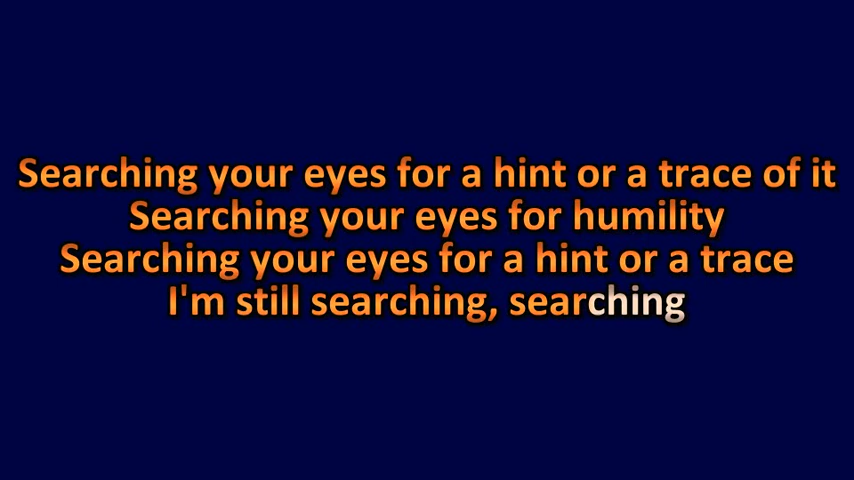 Searching your eyes for a hint or a trace of it
Searching your eyes for humility
Searching your eyes for a hint or a trace
I'm still searching, searching